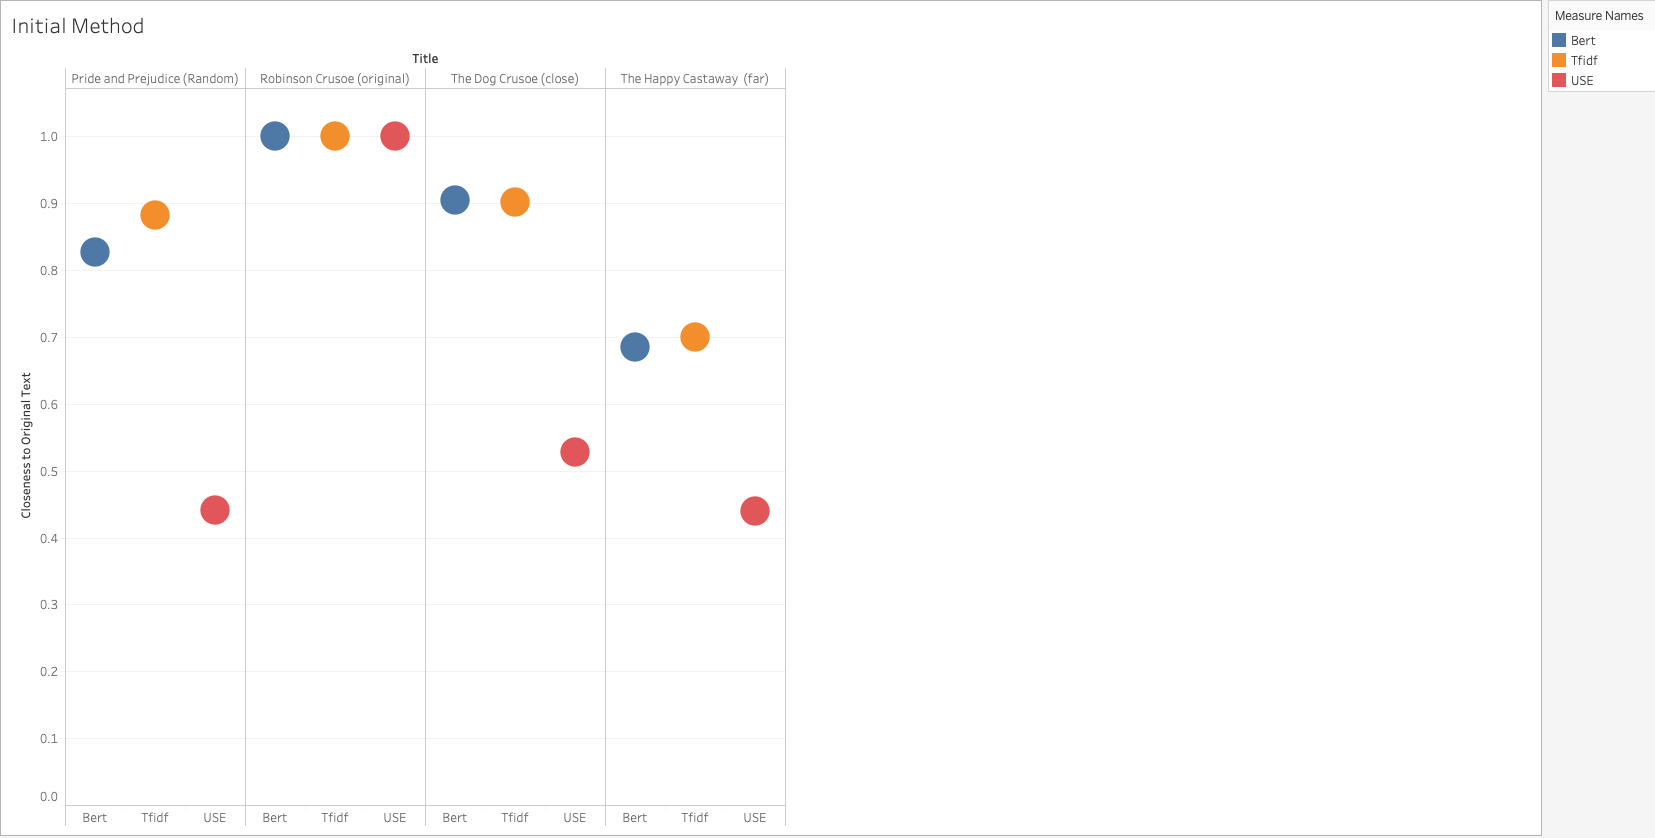 Initial Method
Title
Pride and Prejudice (Random) Robinson Crusoe (original) The Dog Crusoe (close) The Happy Castaway (far)
1.0
0.9
0.8
0.7
0.6
0.5
0.4
0.3
0.2
0.1
0.0
Closeness to Original Text
Bert Tfidf USE Bert Tfidf USE Bert Tfidf USE Bert Tfidf USE
Measure Names
Bert
Tfidf
USE